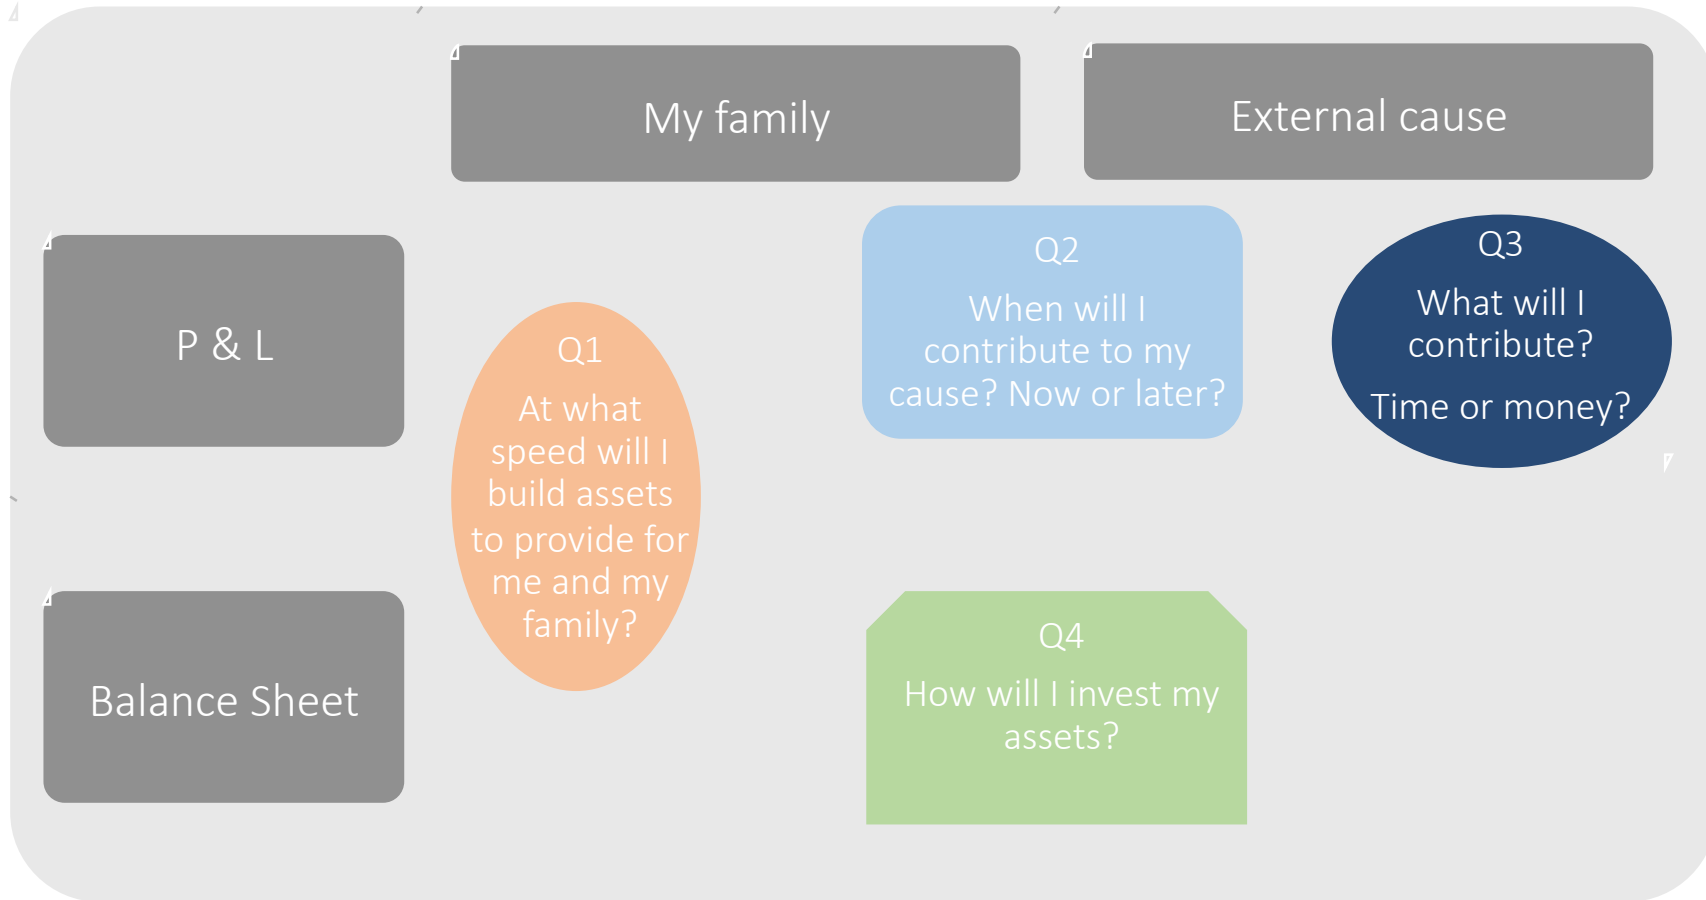 My family
External cause
P & L
Q1
At what
speed will I
build assets
to provide for
me and my
family?
Q2
When will I
contribute to my
cause? Now or later?
Q3
What will I
contribute?
Time or money?
Balance Sheet
Q4
How will I invest my
assets?